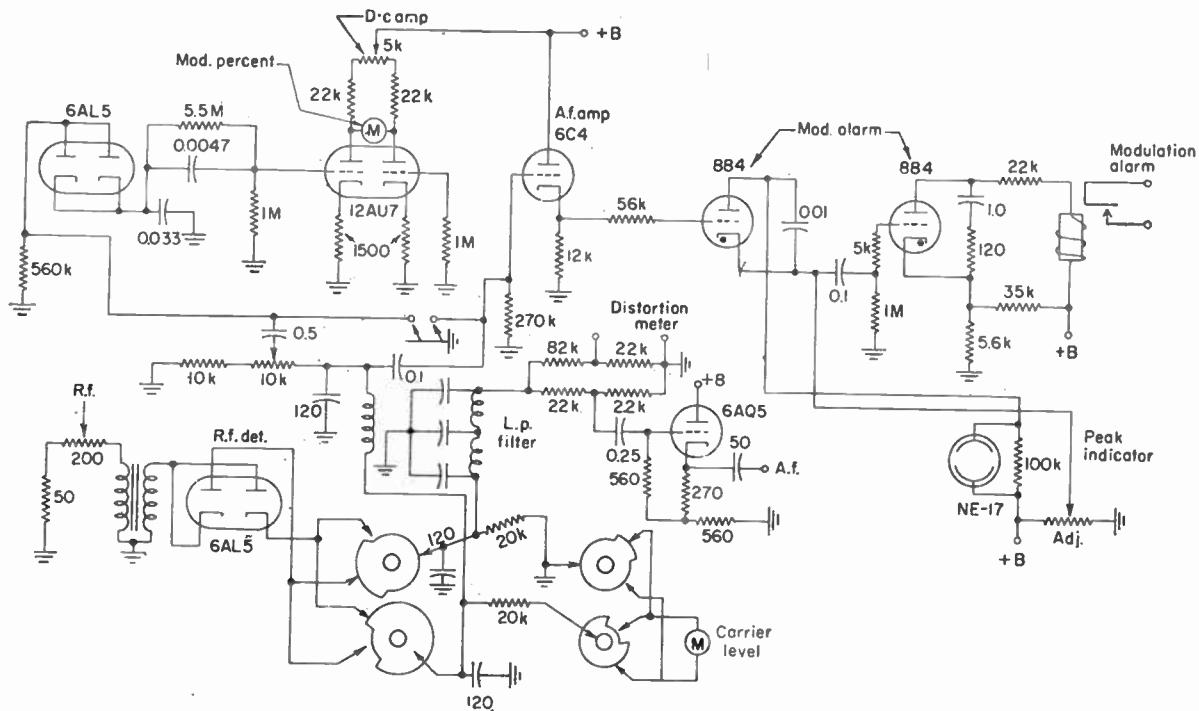 D-c amp
5k
+B
Mod. percent
22k
22k
6AL5
5.5M
0.0047
M
A.f. amp
6C4
Mod. alarm
884
884
22k
Modulation
alarm
12AU7
56k
0.01
1.0
1M
0.033
1500
1M
12k
5k
120
560k
0.1
1M
35k
270k
Distortion
meter
5.6k
+B
0.5
82k
22k
10k
10k
0.1
+B
22k
22k
6AQ5
120
L.p.
filter
R.f.
R.f. det.
200
0.25
50
A.f.
560
270
100k
Peak
indicator
50
NE-17
560
6AL5
120
20k
Adj.
+B
20k
M
Carrier
level
120